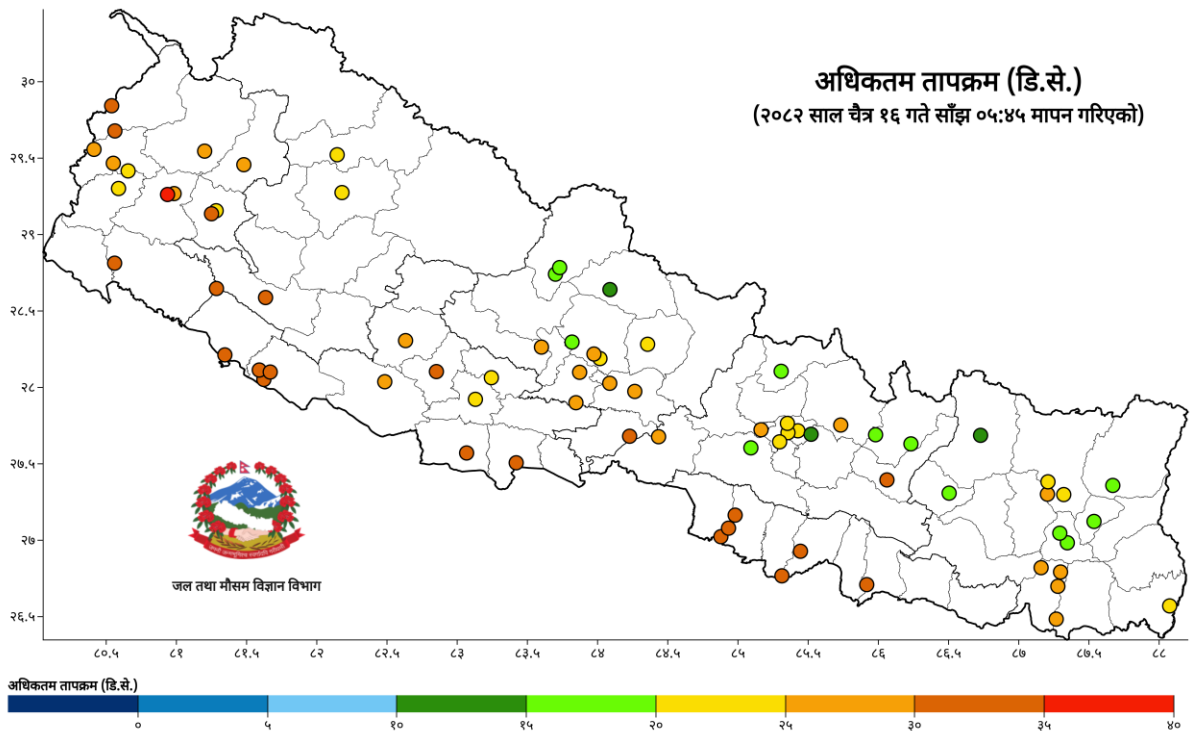 अधिकतम तापक्रम (डि.से.)
(२०८२ साल चैत्र १६ गते साँझ ०५:४५ मापन गरिएको)
३०
२९.५
२९
२८.५
२८
२७.५
२७
२६.५
जल तथा मौसम विज्ञान विभाग
८०.५ ८१ ८१.५ ८२ ८२.५ ८३ ८३.५ ८४ ८४.५ ८५ ८५.५ ८६ ८६.५ ८७ ८७.५ ८८
अधिकतम तापक्रम (डि.से.)
० ५ १० १५ २० २५ ३० ३५ ४०